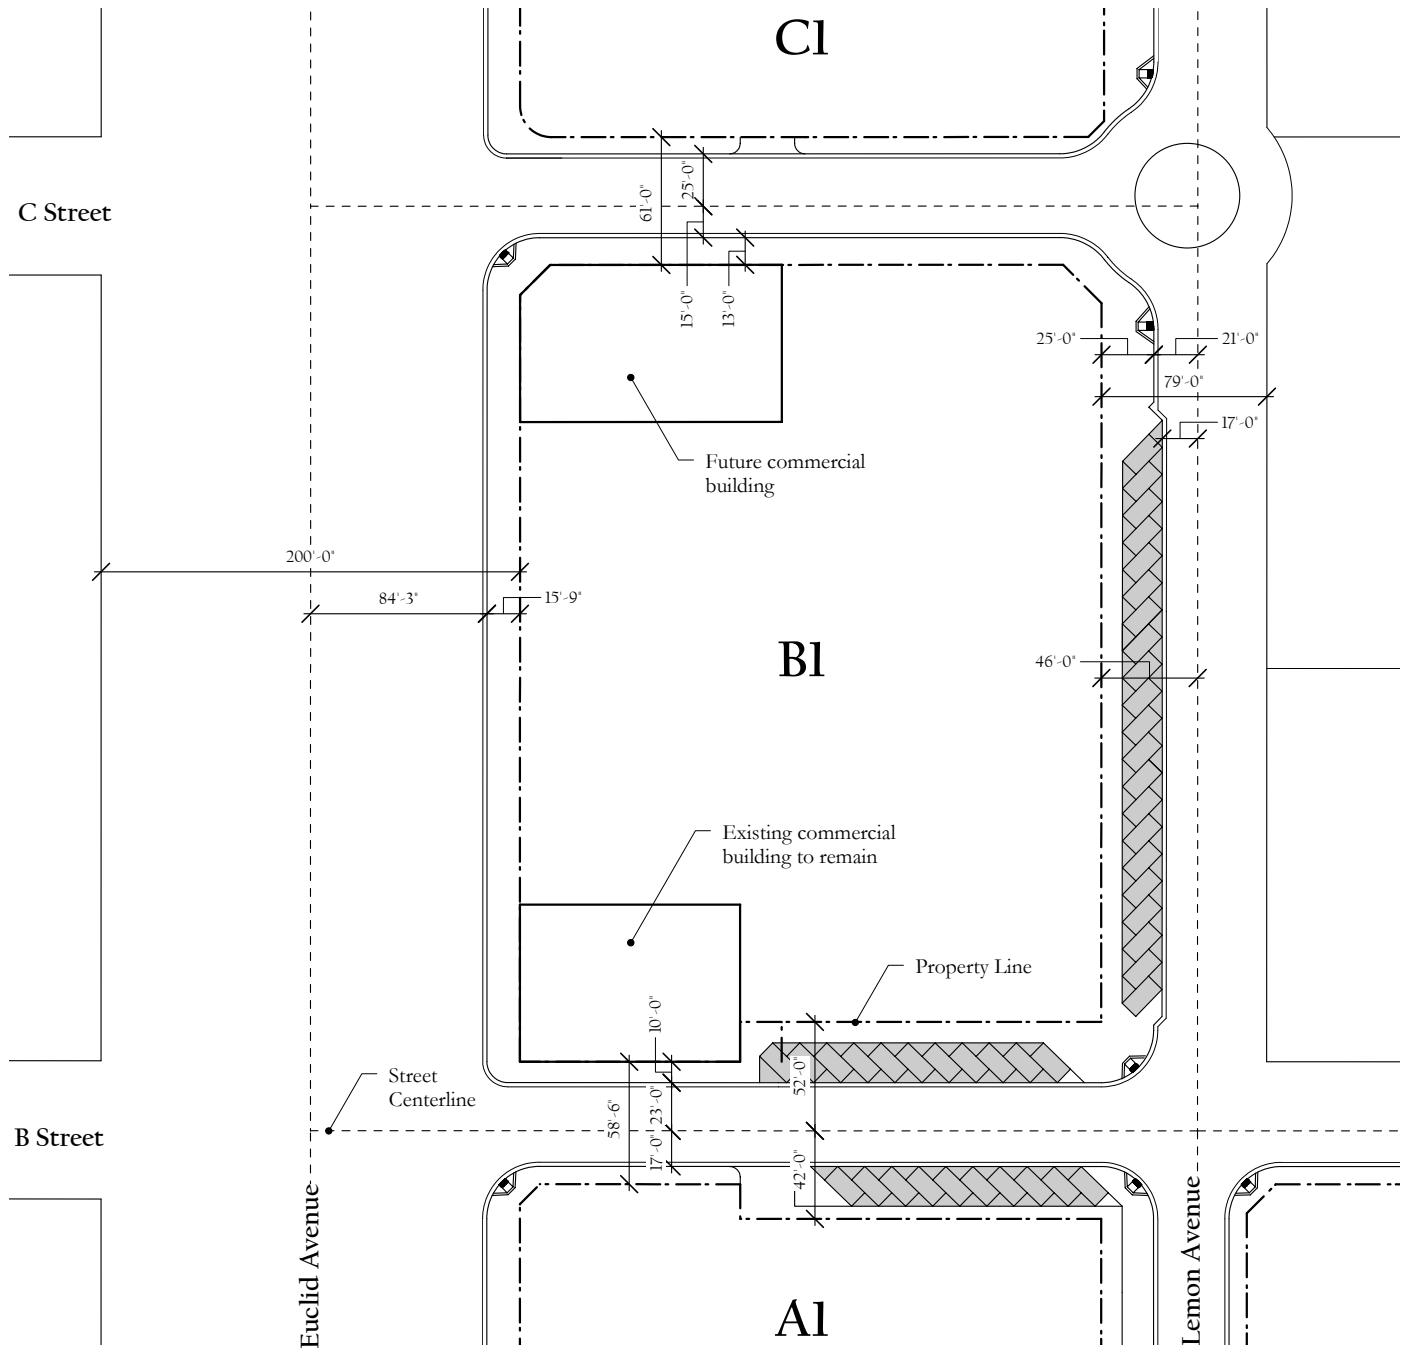 C1
C Street
61'-0"
25'-0"
15'-0"
13'-0"
25'-0"
21'-0"
79'-0"
17'-0"
Future commercial
building
200'-0"
84'-3"
15'-9"
B1
46'-0"
Existing commercial
building to remain
Property Line
10'-0"
Street
Centerline
58'-6"
23'-0"
17'-0"
52'-0"
42'-0"
B Street
Euclid Avenue
Lemon Avenue
A1